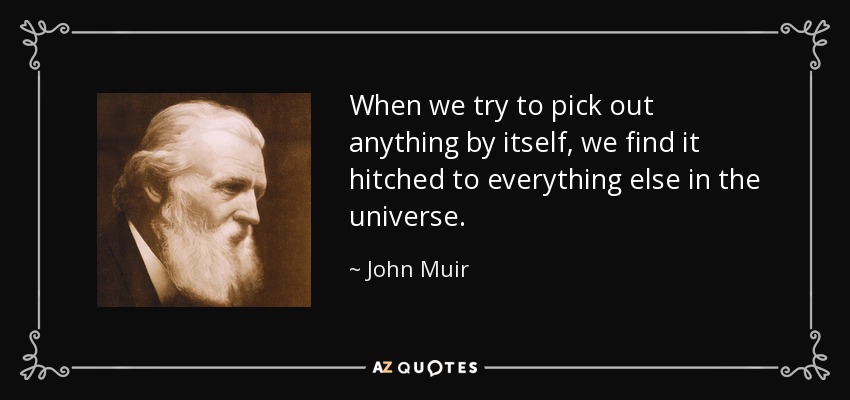 When we try to pick out
anything by itself, we find it
hitched to everything else in the
universe.
~ John Muir
AZ QUOTES